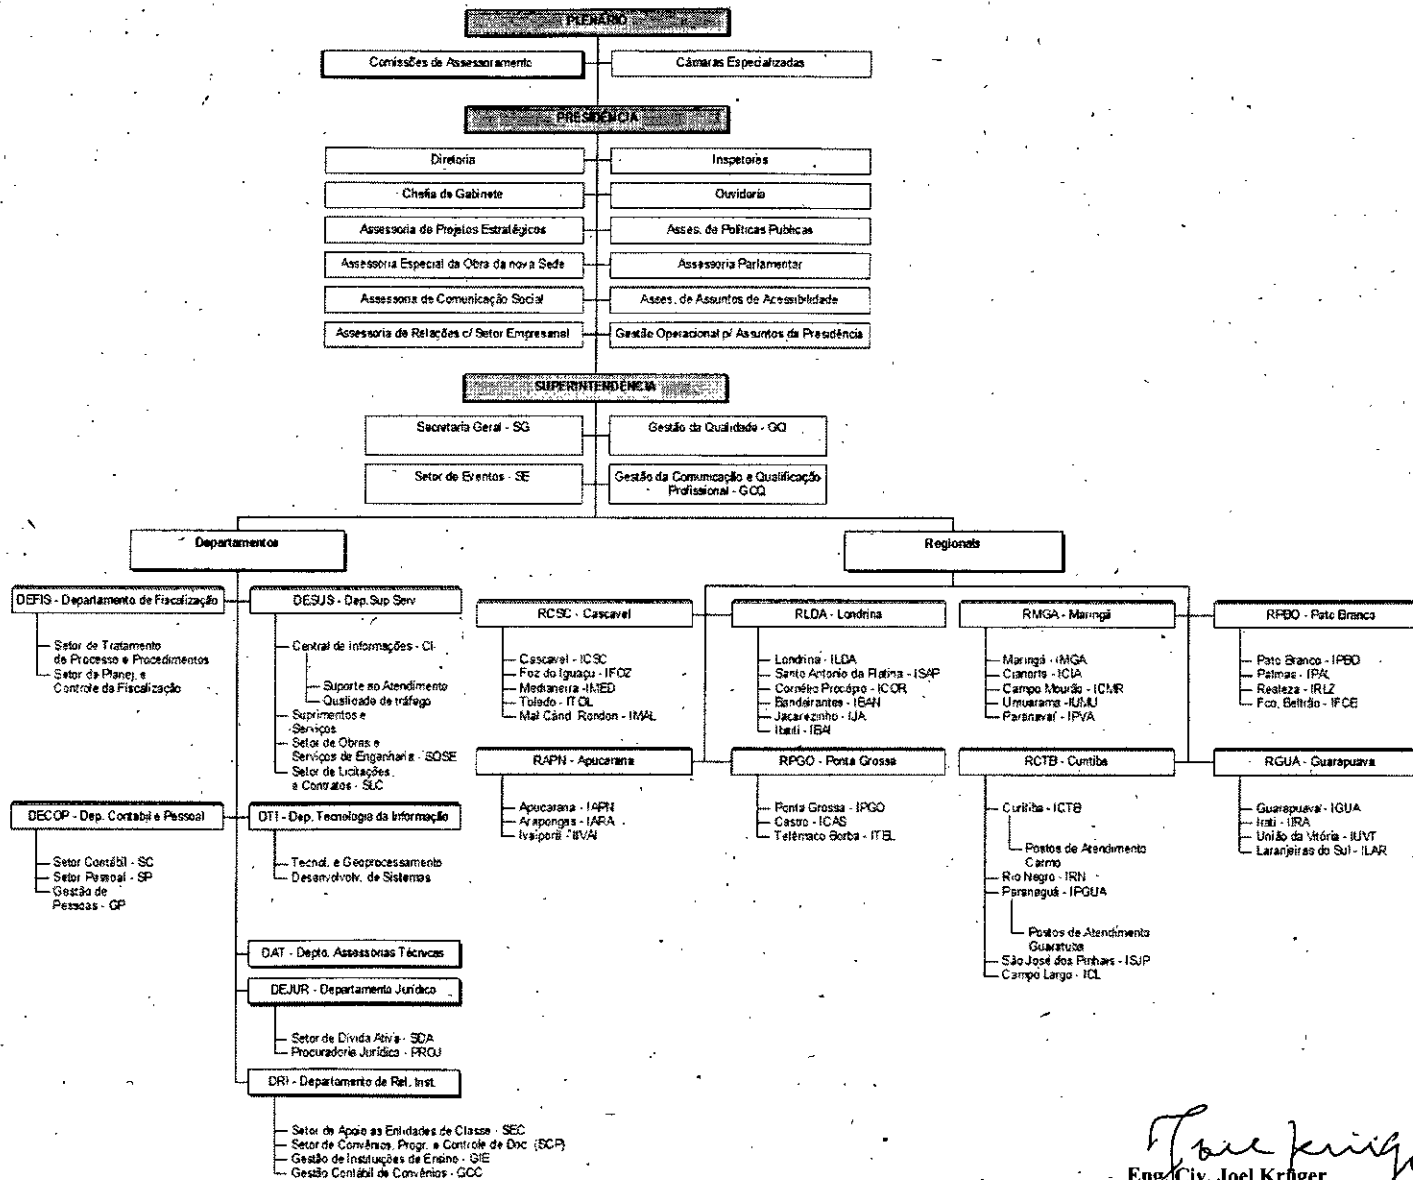 PLENÁRIO
Comissões de Assessoramento
Câmaras Especializadas
PRESIDÊNCIA
Diretoria
Inspetores
Chefia de Gabinete
Ouvidoria
Assessoria de Projetos Estratégicos
Asses. de Políticas Publicas
Assessoria Especial da Obra da nova Sede
Assessoria Parlamentar
Assessoria de Comunicação Social
Asses. de Assuntos de Acessibilidade
Assessoria de Relações c/ Setor Empresarial
Gestão Operacional p/ Assuntos da Presidência
SUPERINTENDÊNCIA
Secretaria Geral - SG
Gestão da Qualidade - GQ
Setor de Eventos - SE
Gestão da Comunicação e Qualificação
Profissional - GCQ
Departamentos
Regionais
DEFIS - Departamento de Fiscalização
Setor de Tratamento
de Processo e Procedimentos
Setor de Planej. e
Controle da Fiscalização
DESUS - Dep.Sup Serv
Central de Informações - CI
Suporte ao Atendimento
Qualidade de tráfego
Suprimentos e
Serviços
Setor de Obras e
Serviços de Engenharia - SOSE
Setor de Licitações
e Contratos - SLC
DECOP - Dep. Contabil e Pessoal
Setor Contábil - SC
Setor Pessoal - SP
Gestão de
Pessoas - GP
DTI - Dep. Tecnologia da Informação
Tecnol. e Geoprocessamento
Desenvolviv. de Sistemas
DAT - Depto. Assessorias Técnicas
DEJUR - Departamento Jurídico
Setor de Dívida Ativa - SDA
Procuradoria Jurídica - PROJ
DRI - Departamento de Rel. Inst.
Setor de Apoio as Entidades de Classe - SEC
Setor de Convênios, Progr. e Controle de Doc. (SCP)
Gestão de Instituições de Ensino - GIE
Gestão Contábil de Convênios - GCC
RCSC - Cascavel
Cascavel - ICSC
Foz do Iguaçu - IFOZ
Medianeira - IMED
Toledo - ITOL
Mal Când. Rondon - IMAL
RLDA - Londrina
Londrina - ILDA
Santo Antonio da Platina - ISAP
Cornélio Procópio - ICOR
Bandeirantes - IBAN
Jacarezinho - IJA
Ibaiti - IBAI
RMGA - Maringá
Maringá - IMGA
Cianorte - ICIA
Campo Mourão - ICMR
Umuarama - IUMU
Paranavaí - IPVA
RPBO - Pato Branco
Pato Branco - IPBO
Palmas - IPAL
Realeza - IRLZ
Fco. Beltrão - IFCB
RAPN - Apucarana
Apucarana - IAPN
Arapongas - IARA
Ivaiporã - IIVAI
RPGO - Ponta Grossa
Ponta Grossa - IPGO
Castro - ICAS
Telêmaco Borba - ITEL
RCTB - Curitiba
Curitiba - ICTB
Postos de Atendimento
Carmo
Rio Negro - IRN
Paranaguá - IPGUA
Postos de Atendimento
Guaratuba
São José dos Pinhais - ISJP
Campo Largo - ICL
RGUA - Guarapuava
Guarapuava - IGUA
Irati - IIRA
União da Vitória - IUVT
Laranjeiras do Sul - ILAR
Joel Krüger
Eng. Civ. Joel Krüger